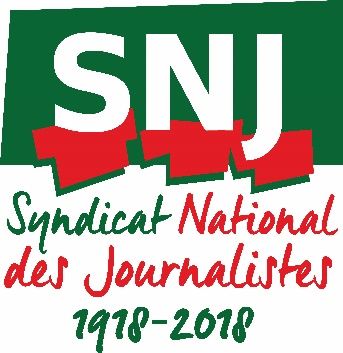 SNJ
Syndicat National
des Journalistes
1918-2018